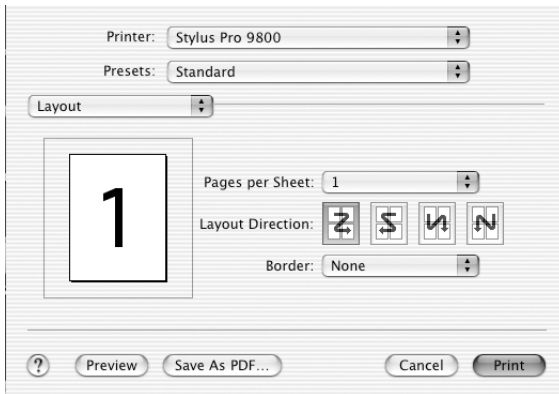 Printer: Stylus Pro 9800
Presets: Standard
Layout
1
Pages per Sheet: 1
Layout Direction:
Border: None
? Preview Save As PDF... Cancel Print